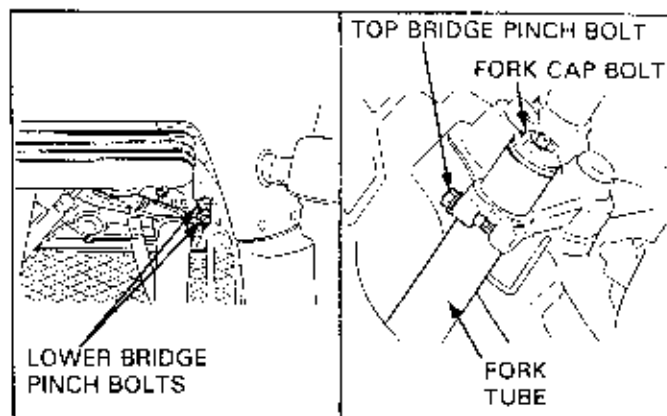 TOP BRIDGE PINCH BOLT
FORK CAP BOLT
LOWER BRIDGE
PINCH BOLTS
FORK
TUBE